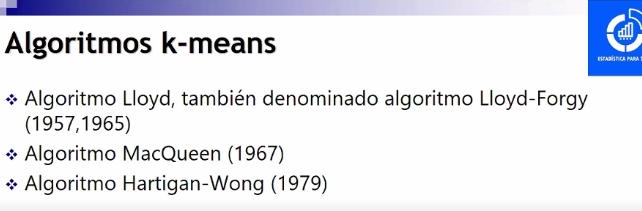 Algoritmos k-means
Algoritmo Lloyd, también denominado algoritmo Lloyd-Forgy
(1957,1965)
Algoritmo MacQueen (1967)
Algoritmo Hartigan-Wong (1979)
ESTADÍSTICA PARA